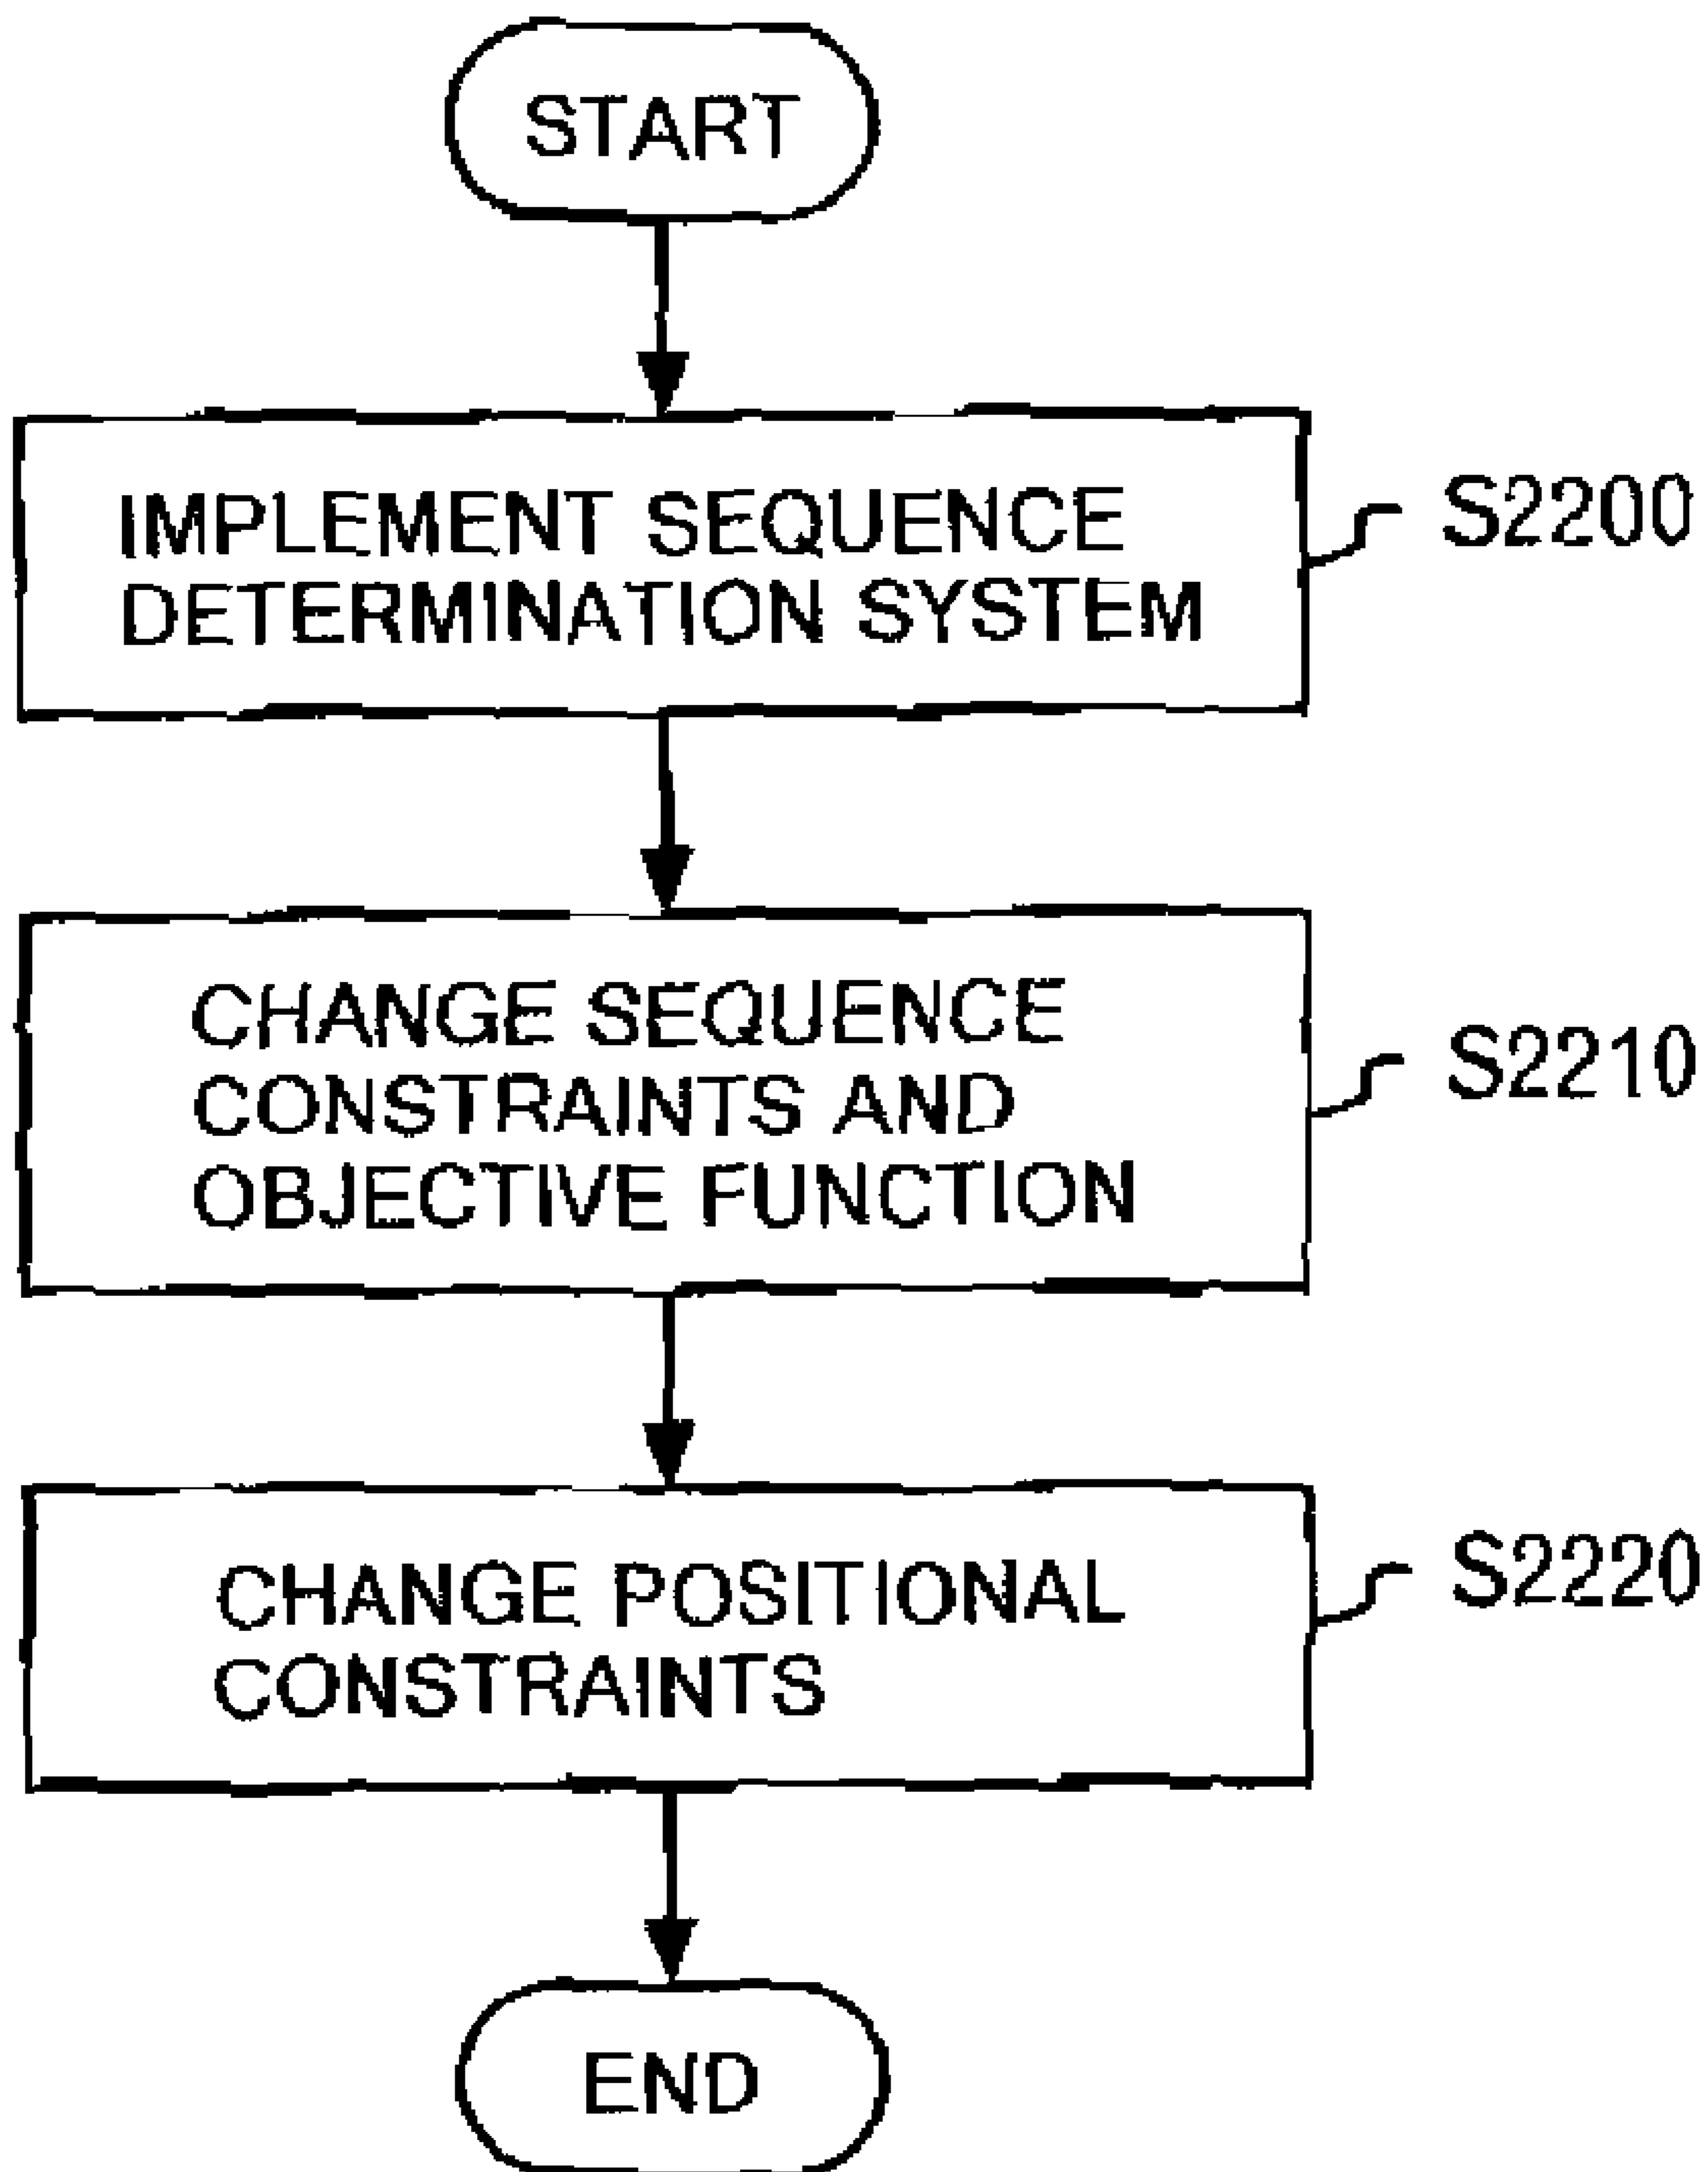 START
IMPLEMENT SEQUENCE
DETERMINATION SYSTEM
S2200
CHANGE SEQUENCE
CONSTRAINTS AND
OBJECTIVE FUNCTION
S2210
CHANGE POSITIONAL
CONSTRAINTS
S2220
END